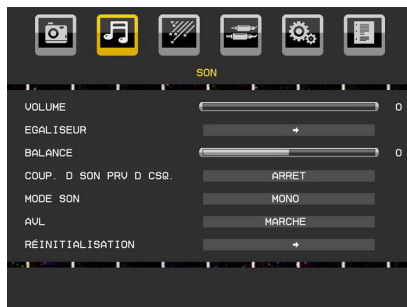 SON
VOLUME 0
EGALISEUR
BALANCE 0
COUP. D SON PRV D CSQ. ARRET
MODE SON MONO
AVL MARCHE
RÉINITIALISATION